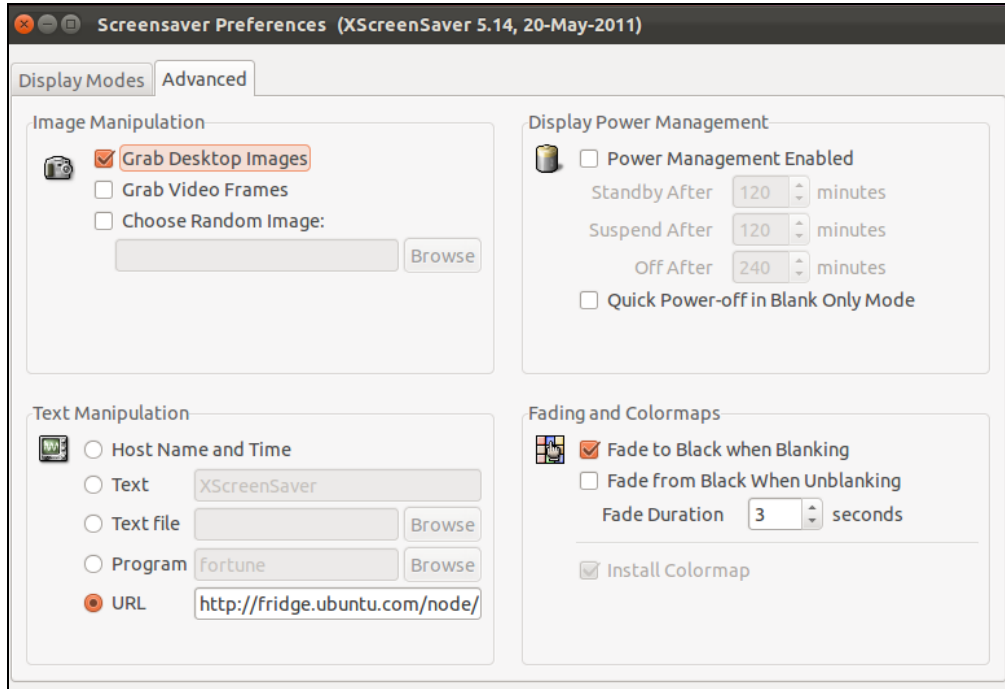 Screensaver Preferences (XScreenSaver 5.14, 20-May-2011)
Display Modes
Advanced
Image Manipulation
Grab Desktop Images
Grab Video Frames
Choose Random Image:
Browse
Display Power Management
Power Management Enabled
Standby After 120 minutes
Suspend After 120 minutes
Off After 240 minutes
Quick Power-off in Blank Only Mode
Text Manipulation
Host Name and Time
Text XScreenSaver
Text file Browse
Program fortune Browse
URL http://fridge.ubuntu.com/node/
Fading and Colormaps
Fade to Black when Blanking
Fade from Black When Unblanking
Fade Duration 3 seconds
Install Colormap